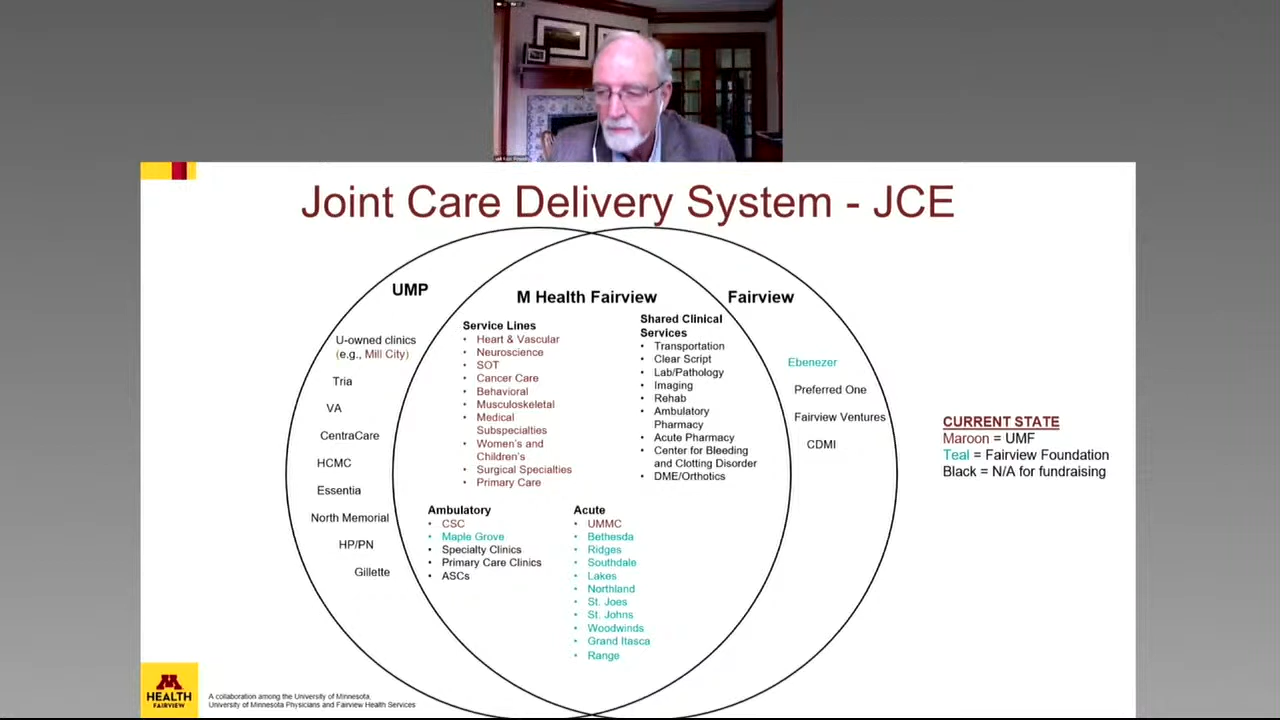 Joint Care Delivery System - JCE
UMP
M Health Fairview
Fairview
U-owned clinics
(e.g., Mill City)
Tria
VA
CentraCare
HCMC
Essentia
North Memorial
HP/PN
Gillette
Service Lines
• Heart & Vascular
• Neuroscience
• SOT
• Cancer Care
• Behavioral
• Musculoskeletal
• Medical
Subspecialties
• Women's and
Children's
• Surgical Specialties
• Primary Care
Shared Clinical
Services
• Transportation
• Clear Script
• Lab/Pathology
• Imaging
• Rehab
• Ambulatory
Pharmacy
• Acute Pharmacy
• Center for Bleeding
and Clotting Disorder
• DME/Orthotics
Ambulatory
• CSC
• Maple Grove
• Specialty Clinics
• Primary Care Clinics
• ASCs
Acute
• UMMC
• Bethesda
• Ridges
• Southdale
• Lakes
• Northland
• St. Joes
• St. Johns
• Woodwinds
• Grand Itasca
• Range
Ebenezer
Preferred One
Fairview Ventures
CDMI
CURRENT STATE
Maroon = UMF
Teal = Fairview Foundation
Black = N/A for fundraising
M
HEALTH
FAIRVIEW
A collaboration among the University of Minnesota,
University of Minnesota Physicians and Fairview Health Services